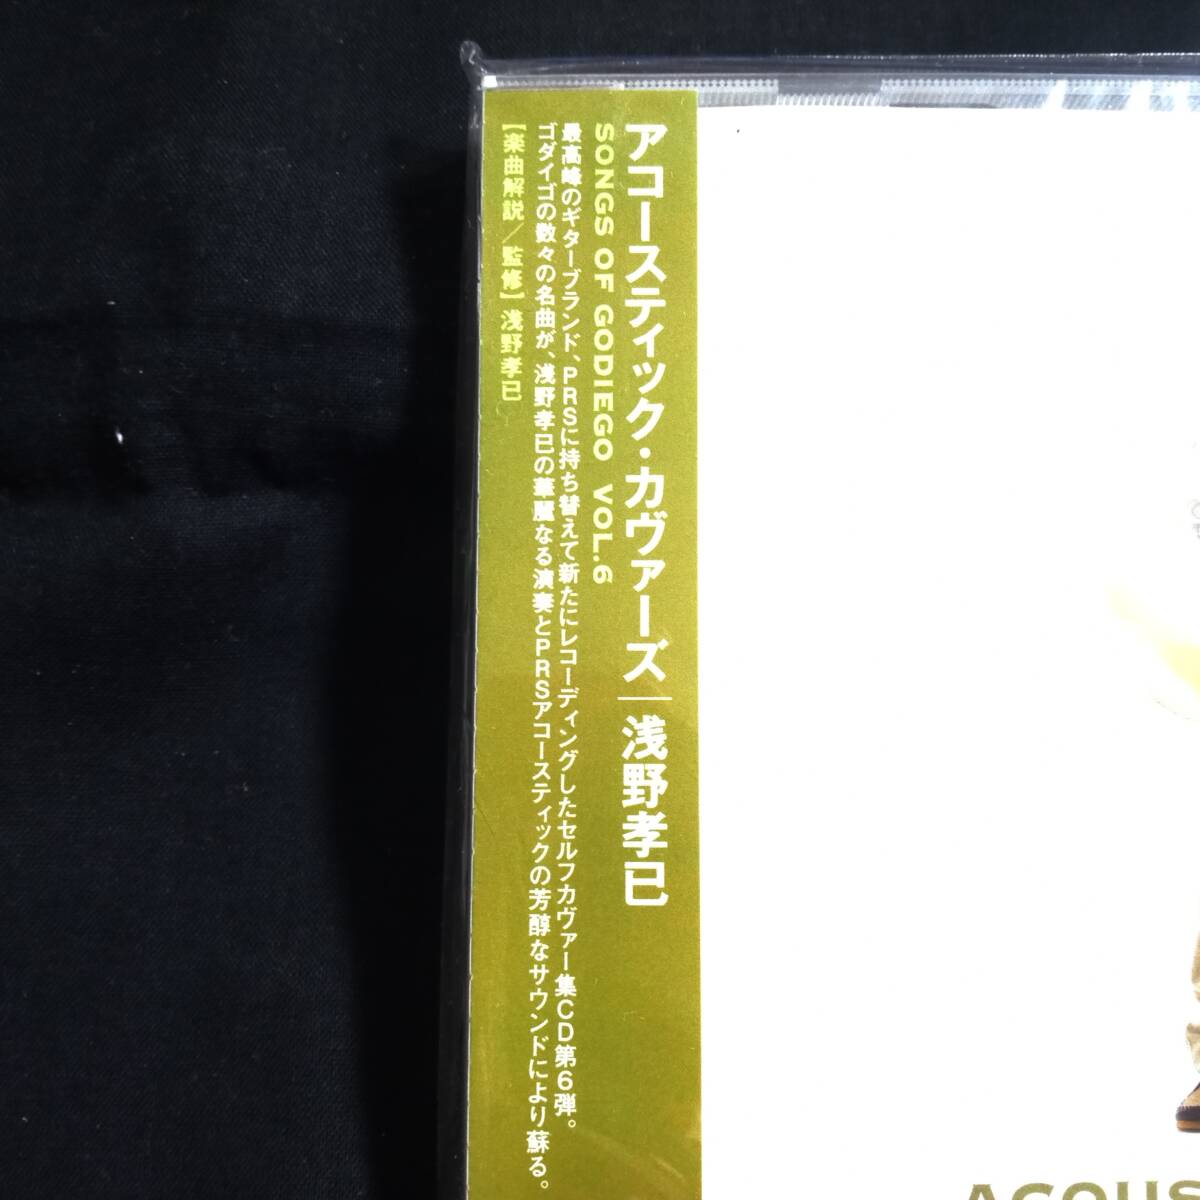 アコースティック・カヴァーズ|浅野孝已
SONGS OF GODIEGO VOL.6
最高峰のギターブランド、PRSに持ち替えて新たにレコーディングしたセルフカヴァー集CD第6弾。
ゴダイゴの数々の名曲が、浅野孝已の華麗なる演奏とPRSアコースティックの芳醇なサウンドにより蘇る。
【楽曲解説／監修】浅野孝已
ACOUS